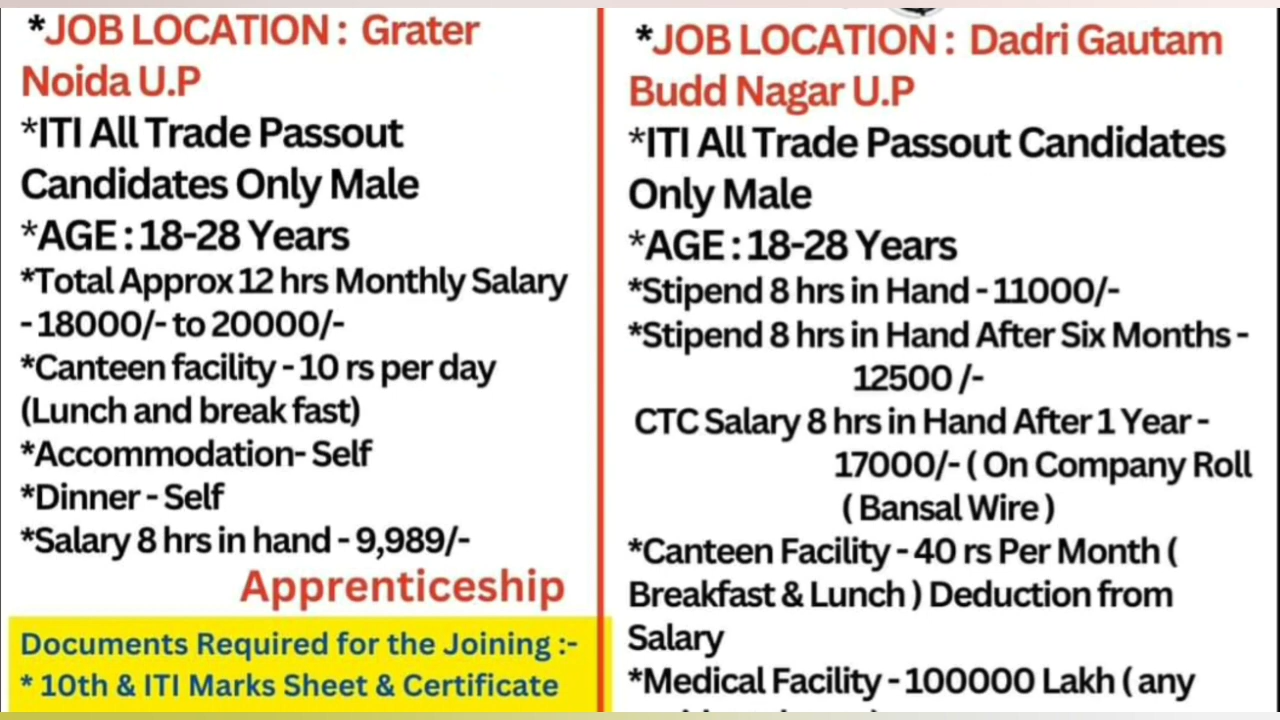 *JOB LOCATION : Grater
Noida U.P
*ITI All Trade Passout
Candidates Only Male
*AGE : 18-28 Years
*Total Approx 12 hrs Monthly Salary
- 18000/- to 20000/-
*Canteen facility - 10 rs per day
(Lunch and break fast)
*Accommodation- Self
*Dinner - Self
*Salary 8 hrs in hand - 9,989/-
Apprenticeship
Documents Required for the Joining :-
* 10th & ITI Marks Sheet & Certificate
*JOB LOCATION : Dadri Gautam
Budd Nagar U.P
*ITI All Trade Passout Candidates
Only Male
*AGE : 18-28 Years
*Stipend 8 hrs in Hand - 11000/-
*Stipend 8 hrs in Hand After Six Months -
12500 /-
CTC Salary 8 hrs in Hand After 1 Year -
17000/- ( On Company Roll
( Bansal Wire )
*Canteen Facility - 40 rs Per Month (
Breakfast & Lunch ) Deduction from
Salary
*Medical Facility - 100000 Lakh ( any